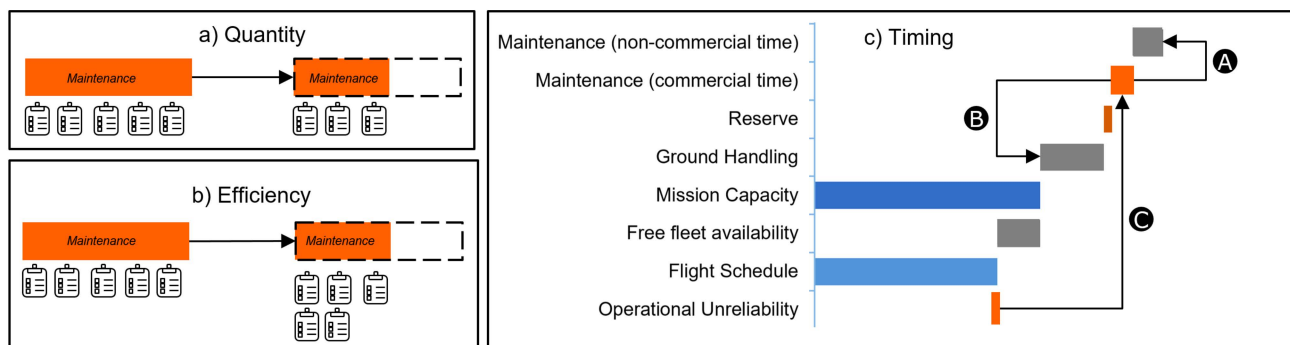 a) Quantity
Maintenance
Maintenance
b) Efficiency
Maintenance
Maintenance
c) Timing
Maintenance (non-commercial time)
Maintenance (commercial time)
Reserve
Ground Handling
Mission Capacity
Free fleet availability
Flight Schedule
Operational Unreliability
A
B
C